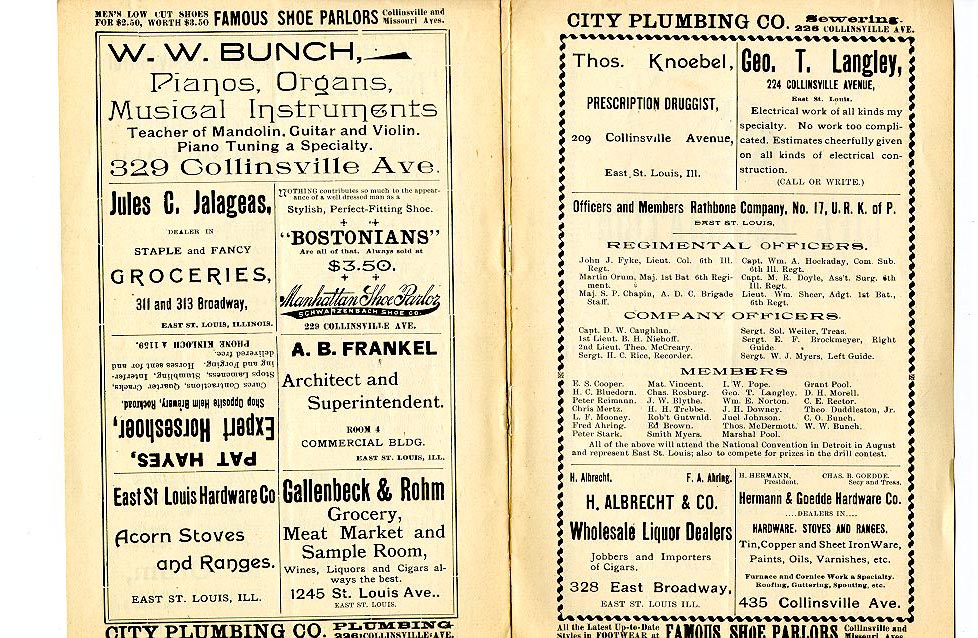 MEN'S LOW CUT SHOES
FOR $2.50, WORTH $3.50
FAMOUS SHOE PARLORS
Collinsville and
Missouri Aves.
W. W. BUNCH,
Pianos, Organs,
Musical Instruments
Teacher of Mandolin, Guitar and Violin.
Piano Tuning a Specialty.
329 Collinsville Ave.
Jules C. Jalageas,
DEALER IN
STAPLE and FANCY
GROCERIES,
311 and 313 Broadway,
EAST ST. LOUIS, ILLINOIS.
NOTHING contributes so much to the appear-
ance of a well dressed man as a
Stylish, Perfect-Fitting Shoe.
"BOSTONIANS"
Are all of that. Always sold at
$3.50.
Manhattan Shoe Parlor
SCHWARZENBACH SHOE CO.
229 COLLINSVILLE AVE.
PAT HAYES,
Expert Horseshoer,
Shop Opposite Heim Brewery, Rockroad.
Cures Contractions, Quarter Cracks,
Stops Lameness, Stumbling, Interfer-
ing and Forging. Horses sent for and
delivered free.
PHONE KINLOCH A 1169.
A. B. FRANKEL
Architect and
Superintendent.
ROOM 4
COMMERCIAL BLDG.
EAST ST. LOUIS, ILL.
East St Louis Hardware Co
Acorn Stoves
and Ranges.
EAST ST. LOUIS, ILL.
Gallenbeck & Rohm
Grocery,
Meat Market and
Sample Room,
Wines, Liquors and Cigars al-
ways the best.
1245 St. Louis Ave..
EAST ST. LOUIS.
CITY PLUMBING CO.
PLUMBING
228 COLLINSVILLE AVE.
CITY PLUMBING CO.
Sewering
228 COLLINSVILLE AVE.
Thos. Knoebel,
PRESCRIPTION DRUGGIST,
209 Collinsville Avenue,
East St. Louis, Ill.
Geo. T. Langley,
224 COLLINSVILLE AVENUE,
East St. Louis.
Electrical work of all kinds my
specialty. No work too compli-
cated. Estimates cheerfully given
on all kinds of electrical con-
struction.
(CALL OR WRITE.)
Officers and Members Rathbone Company, No. 17, U. R. K. of P.
EAST ST. LOUIS,
REGIMENTAL OFFICERS.
John J. Fyke, Lieut. Col. 6th Ill.
Regt.
Martin Orum, Maj. 1st Bat 6th Regi-
ment.
Maj. S. P. Chapin, A. D. C. Brigade
Staff.
Capt. Wm. A. Hockaday, Com. Sub.
6th Ill. Regt.
Capt. M. R. Doyle, Ass't. Surg. 6th
Ill. Regt.
Lieut. Wm. Sheer, Adgt. 1st Bat.,
6th Regt.
COMPANY OFFICERS.
Capt. D. W. Caughlan.
1st Lieut. B. H. Niehoff.
2nd Lieut. Theo. McCreary.
Sergt. H. C. Rice, Recorder.
Sergt. Sol. Weiler, Treas.
Sergt. E. F. Brockmeyer, Right
Guide.
Sergt. W. J. Myers, Left Guide.
MEMBERS
E. S. Cooper.
H. C. Bluedorn.
Peter Reimann.
Chris Mertz.
L. F. Mooney.
Fred Ahring.
Peter Stark.
Mat. Vincent.
Chas. Rosburg.
J. W. Blythe.
H. H. Trebbe.
Rob't Gutwald.
Ed Brown.
Smith Myers.
I. W. Pope.
Geo. T. Langley.
Wm. E. Norton.
J. H. Downey.
Juel Johnson.
Thos. McDermott.
Marshal Pool.
Grant Pool.
D. H. Morell.
C. E. Rector.
Theo Duddleston, Jr.
C. O. Bunch.
W. W. Bunch.
All of the above will attend the National Convention in Detroit in August
and represent East St. Louis; also to compete for prizes in the drill contest.
H. Albrecht. F. A. Ahring.
H. ALBRECHT & CO.
Wholesale Liquor Dealers
Jobbers and Importers
of Cigars.
328 East Broadway,
EAST ST. LOUIS ILL.
H. HERMANN, CHAS. B. GOEDDE.
President. Secy and Treas.
Hermann & Goedde Hardware Co.
....DEALERS IN....
HARDWARE, STOVES AND RANGES.
Tin, Copper and Sheet Iron Ware,
Paints, Oils, Varnishes, etc.
Furnace and Cornice Work a Specialty.
Roofing, Guttering, Spouting, etc.
435 Collinsville Ave.
All the Latest Up-to-Date
Styles in FOOTWEAR at
FAMOUS SHOE PARLORS
Collinsville and
Missouri Aves.